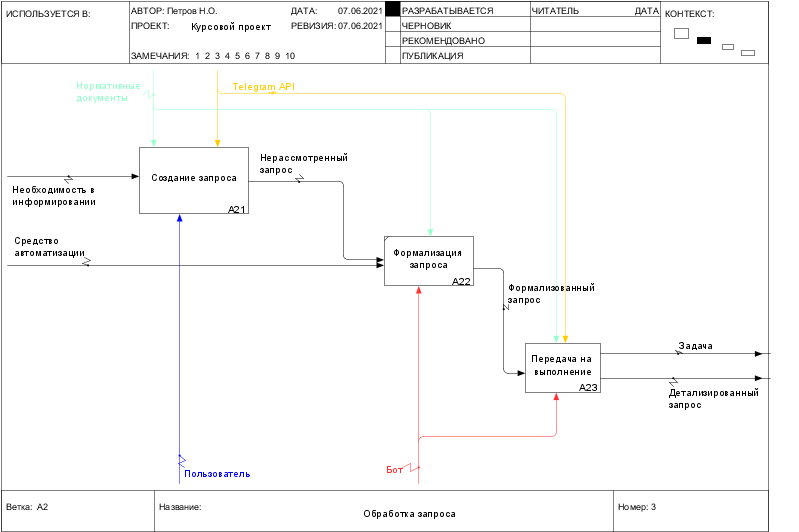 ИСПОЛЬЗУЕТСЯ В:
АВТОР: Петров Н.О.
ДАТА: 07.06.2021
РАЗРАБАТЫВАЕТСЯ
ЧИТАТЕЛЬ
ДАТА
КОНТЕКСТ:
ПРОЕКТ: Курсовой проект
РЕВИЗИЯ: 07.06.2021
ЧЕРНОВИК
РЕКОМЕНДОВАНО
ЗАМЕЧАНИЯ: 1 2 3 4 5 6 7 8 9 10
ПУБЛИКАЦИЯ
Нормативные
документы
Telegram API
Создание запроса
A21
Нерассмотренный
запрос
Необходимость в
информировании
Средство
автоматизации
Формализация
запроса
A22
Формализованный
запрос
Передача на
выполнение
A23
Задача
Детализированный
запрос
Пользователь
Бот
Ветка: A2
Название:
Обработка запроса
Номер: 3